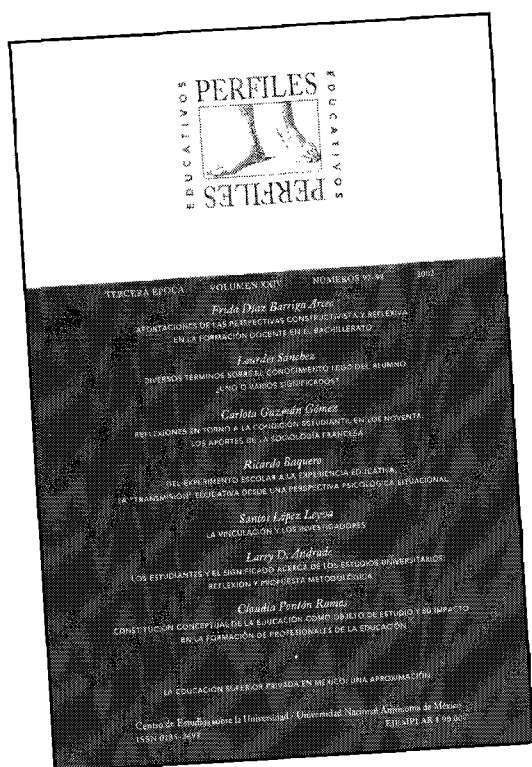 PERFILES
EDUCATIVOS
EDUCATIVOS
PERFILES
TERCERA ÉPOCA VOLUMEN XXIV NÚMEROS 97-98 2002
Frida Díaz Barriga Arceo
APORTACIONES DE LAS PERSPECTIVAS CONSTRUCTIVISTA Y REFLEXIVA
EN LA FORMACIÓN DOCENTE EN EL BACHILLERATO
Lourdes Sánchez
DIVERSOS TÉRMINOS SOBRE EL CONOCIMIENTO LEGO DEL ALUMNO
¿UNO O VARIOS SIGNIFICADOS?
Carlota Guzmán Gómez
REFLEXIONES EN TORNO A LA CONDICIÓN ESTUDIANTIL EN LOS NOVENTA.
LOS APORTES DE LA SOCIOLOGÍA FRANCESA
Ricardo Baquero
DEL EXPERIMENTO ESCOLAR A LA EXPERIENCIA EDUCATIVA.
LA "TRANSMISIÓN" EDUCATIVA DESDE UNA PERSPECTIVA PSICOLÓGICA SITUACIONAL
Santos López Leyva
LA VINCULACIÓN Y LOS INVESTIGADORES
Larry D. Andrade
LOS ESTUDIANTES Y EL SIGNIFICADO ACERCA DE LOS ESTUDIOS UNIVERSITARIOS.
REFLEXIÓN Y PROPUESTA METODOLÓGICA
Claudia Pontón Ramos
CONSTITUCIÓN CONCEPTUAL DE LA EDUCACIÓN COMO OBJETO DE ESTUDIO Y SU IMPACTO
EN LA FORMACIÓN DE PROFESIONALES DE LA EDUCACIÓN
LA EDUCACIÓN SUPERIOR PRIVADA EN MÉXICO: UNA APROXIMACIÓN
Centro de Estudios sobre la Universidad / Universidad Nacional Autónoma de México
ISSN 0185-2698 EJEMPLAR $